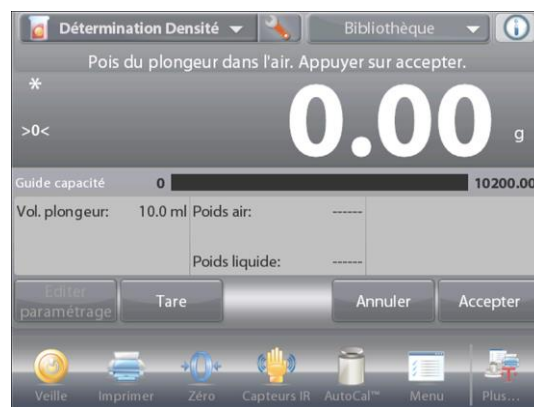 Détermination Densité Bibliothèque
Pois du plongeur dans l'air. Appuyer sur accepter.
*
>0<
0.00 g
Guide capacité 0 10200.00
Vol. plongeur: 10.0 ml Poids air: ------
Poids liquide: ------
Editer paramétrage Tare Annuler Accepter
Veille Imprimer Zéro Capteurs IR AutoCal™ Menu Plus...